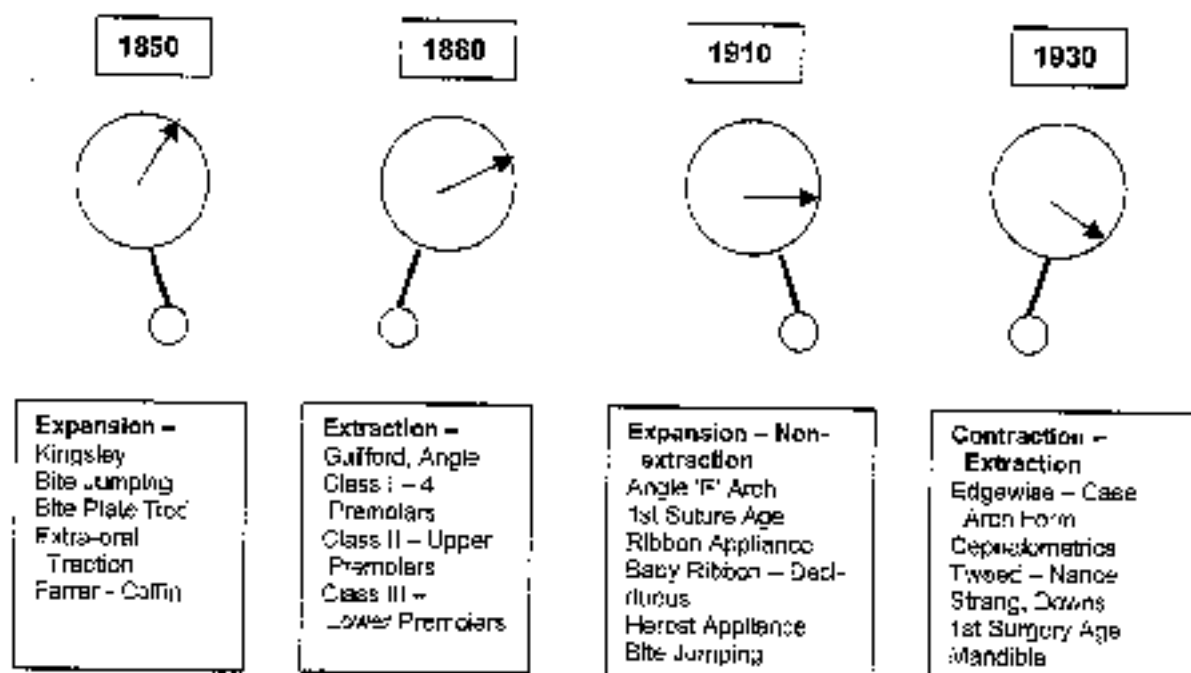 1850
1880
1910
1930
Expansion –
Kingsley
Bite Jumping
Bite Plate
Extra-oral
Traction
Farrar - Coffin
Extraction –
Guilford, Angle
Class I – 4
Premolars
Class II – Upper
Premolars
Class III –
Lower Premolars
Expansion – Non-
extraction
Angle 'E' Arch
1st Suture Age
Ribbon Appliance
Baby Ribbon – Deci-
duous
Herbst Appliance
Bite Jumping
Contraction –
Extraction
Edgewise – Case
Arch Form
Cephalometrics
Tweed – Nance
Strang, Downs
1st Surgery Age
Mandible